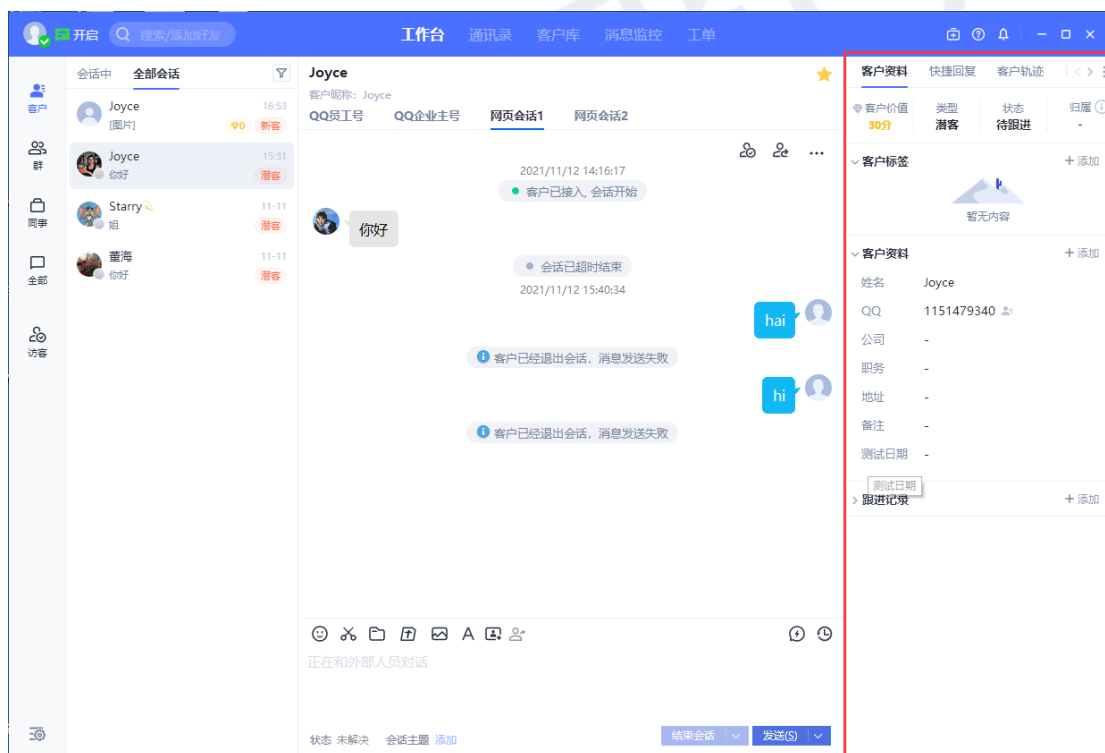 开启
搜索/添加好友
工作台 通讯录 客户库 消息监控 工单
客户
群
同事
全部
访客
会话中 全部会话
Joyce 16:53
[图片] 0 新客
Joyce 15:31
你好 潜客
Starry 11-11
姐 潜客
董海 11-11
你好 潜客
Joyce
客户昵称: Joyce
QQ员工号 QQ企业主号 网页会话1 网页会话2
2021/11/12 14:16:17
客户已接入, 会话开始
你好
会话已超时结束
2021/11/12 15:40:34
hai
客户已经退出会话，消息发送失败
hi
客户已经退出会话，消息发送失败
正在和外部人员对话
状态 未解决 会话主题 添加
结束会话 发送(S)
客户资料 快捷回复 客户轨迹
客户价值 类型 状态 归属
30分 潜客 待跟进 -
客户标签 + 添加
暂无内容
客户资料 + 添加
姓名 Joyce
QQ 1151479340
公司 -
职务 -
地址 -
备注 -
测试日期 -
测试日期
跟进记录 + 添加